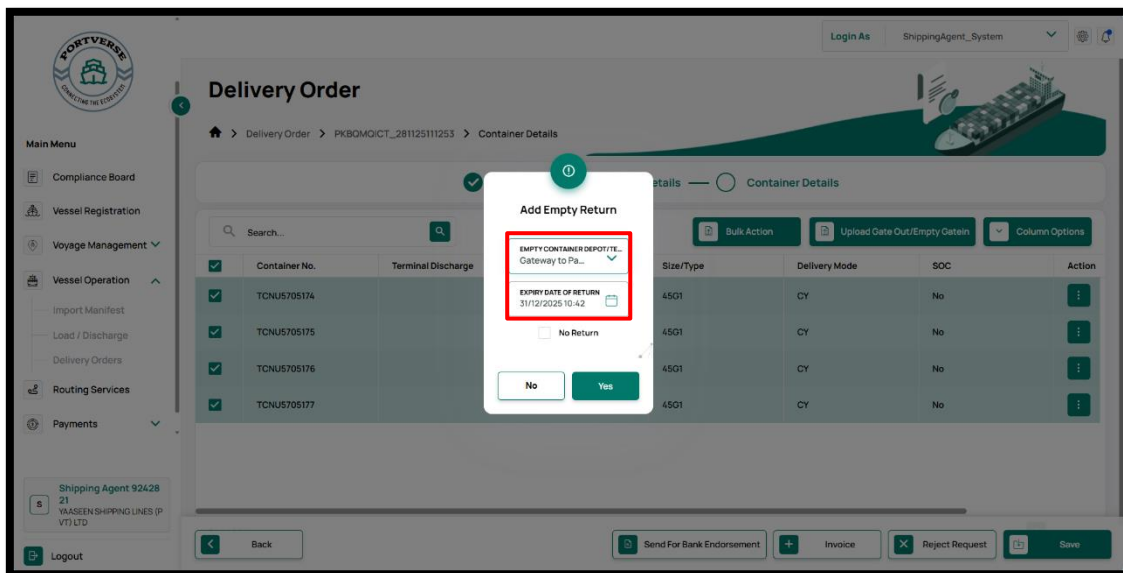 PORTVERSE
CONNECTING THE ECOSYSTEM
Login As ShippingAgent_System
Delivery Order
> Delivery Order > PKBQMQICT_281125111253 > Container Details
Main Menu
Compliance Board
Vessel Registration
Voyage Management
Vessel Operation
Import Manifest
Load / Discharge
Delivery Orders
Routing Services
Payments
Shipping Agent 92428
21
S
YAASEEN SHIPPING LINES (P
VT) LTD
Logout
etails
Container Details
Search...
Bulk Action
Upload Gate Out/Empty Gatein
Column Options
Container No. Terminal Discharge Size/Type Delivery Mode SOC Action
TCNU5705174 45G1 CY No
TCNU5705175 45G1 CY No
TCNU5705176 45G1 CY No
TCNU5705177 45G1 CY No
Add Empty Return
EMPTY CONTAINER DEPOT/TE...
Gateway to Pa...
EXPIRY DATE OF RETURN
31/12/2025 10:42
No Return
No Yes
Back
Send For Bank Endorsement
Invoice
Reject Request
Save